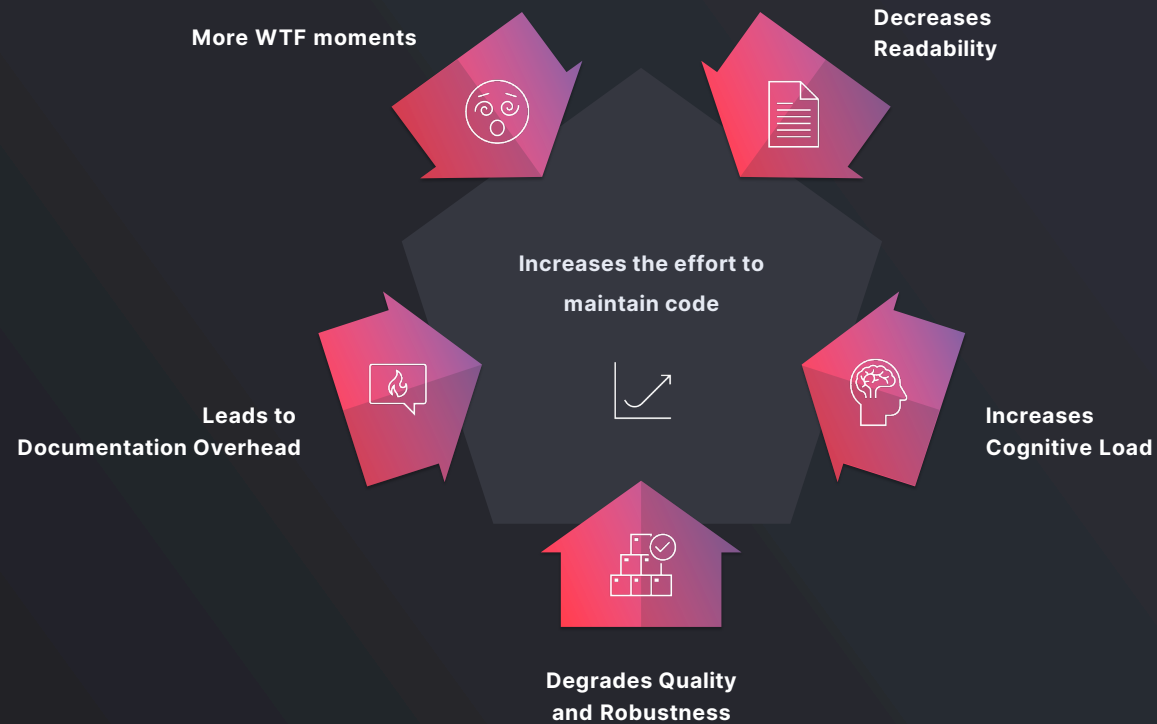 More WTF moments
Decreases
Readability
Increases the effort to
maintain code
Leads to
Documentation Overhead
Increases
Cognitive Load
Degrades Quality
and Robustness